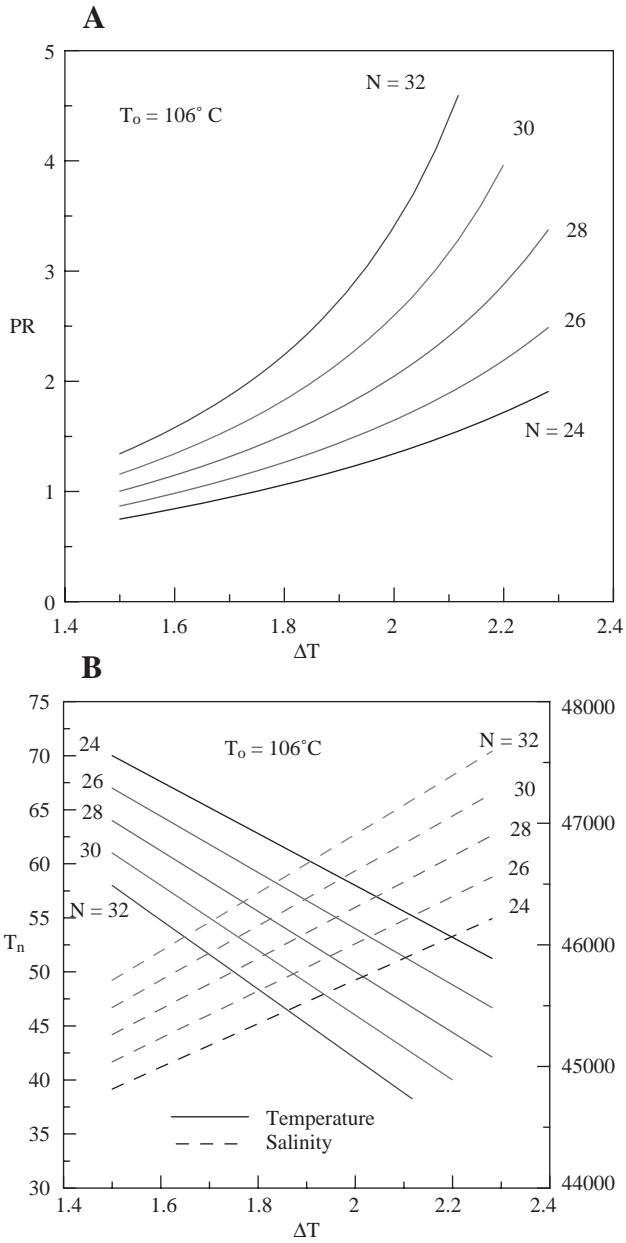 A
5
N = 32
T₀ = 106° C
30
4
28
3
PR
26
2
N = 24
1
0
1.4 1.6 1.8 2 2.2 2.4
ΔT
B
75 48000
24 T₀ = 106°C N = 32
70
26 30
65
28 47000
28
60
30 26
55 N = 32 24
Tₙ 46000
50
45 45000
40
Temperature
35 Salinity
30 44000
1.4 1.6 1.8 2 2.2 2.4
ΔT